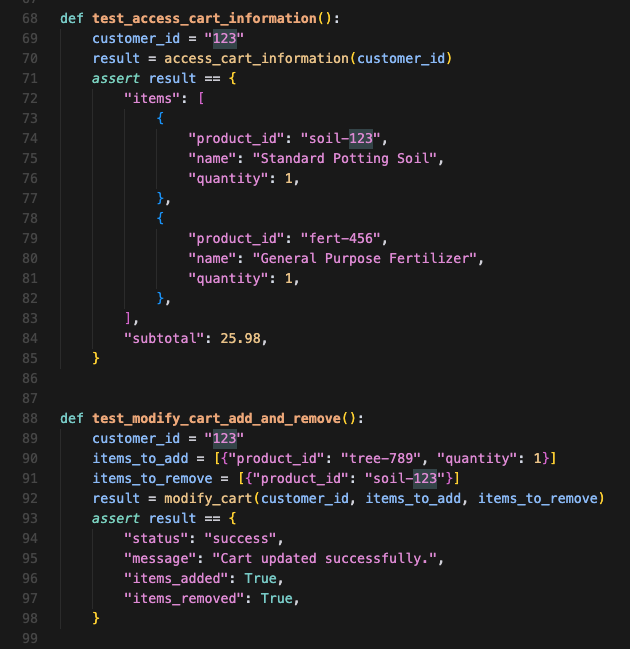 68 def test_access_cart_information():
69     customer_id = "123"
70     result = access_cart_information(customer_id)
71     assert result == {
72         "items": [
73             {
74                 "product_id": "soil-123",
75                 "name": "Standard Potting Soil",
76                 "quantity": 1,
77             },
78             {
79                 "product_id": "fert-456",
80                 "name": "General Purpose Fertilizer",
81                 "quantity": 1,
82             },
83         ],
84         "subtotal": 25.98,
85     }
86
87
88 def test_modify_cart_add_and_remove():
89     customer_id = "123"
90     items_to_add = [{"product_id": "tree-789", "quantity": 1}]
91     items_to_remove = [{"product_id": "soil-123"}]
92     result = modify_cart(customer_id, items_to_add, items_to_remove)
93     assert result == {
94         "status": "success",
95         "message": "Cart updated successfully.",
96         "items_added": True,
97         "items_removed": True,
98     }
99